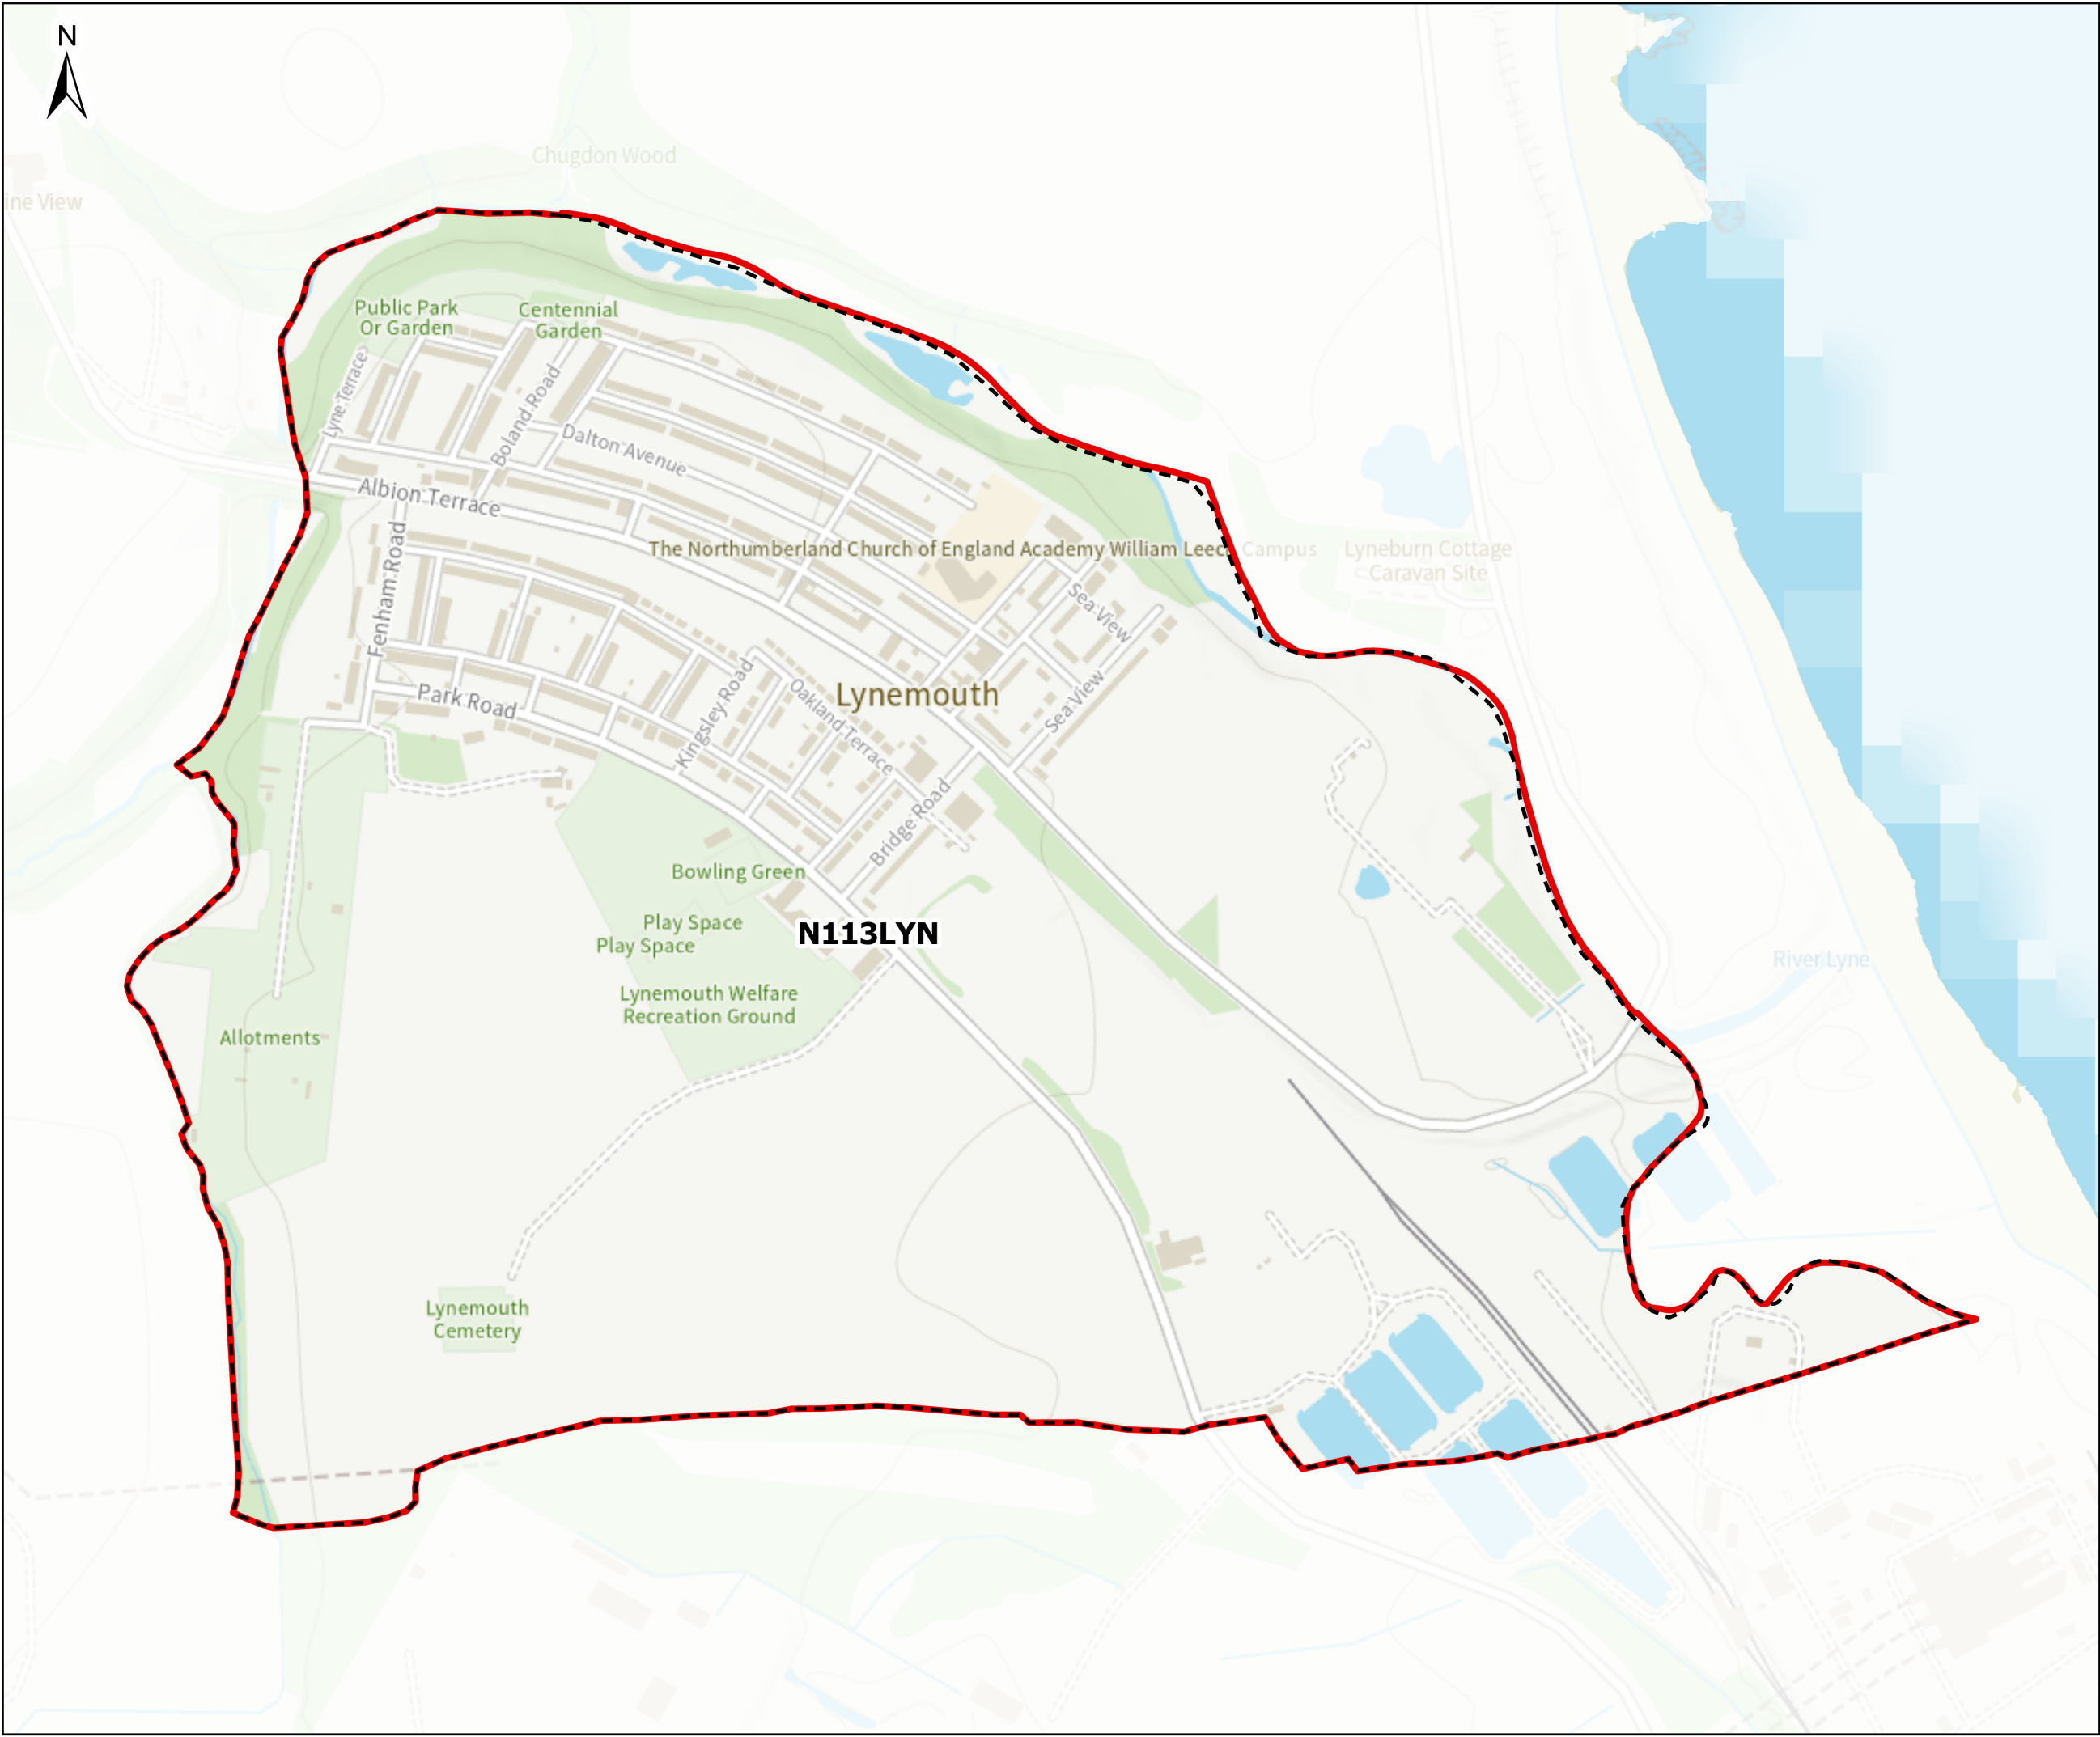 N
Chugdon Wood
ine View
Public Park
Or Garden
Centennial
Garden
Lyne Terrace
Boland Road
Dalton Avenue
Albion Terrace
The Northumberland Church of England Academy William Leech Campus
Lyneburn Cottage
Caravan Site
Fenham Road
Sea View
Park Road
Kingsley Road
Oakland Terrace
Lynemouth
Sea View
Bridge Road
Bowling Green
N113LYN
Play Space
Play Space
River Lyne
Lynemouth Welfare
Recreation Ground
Allotments
Lynemouth
Cemetery